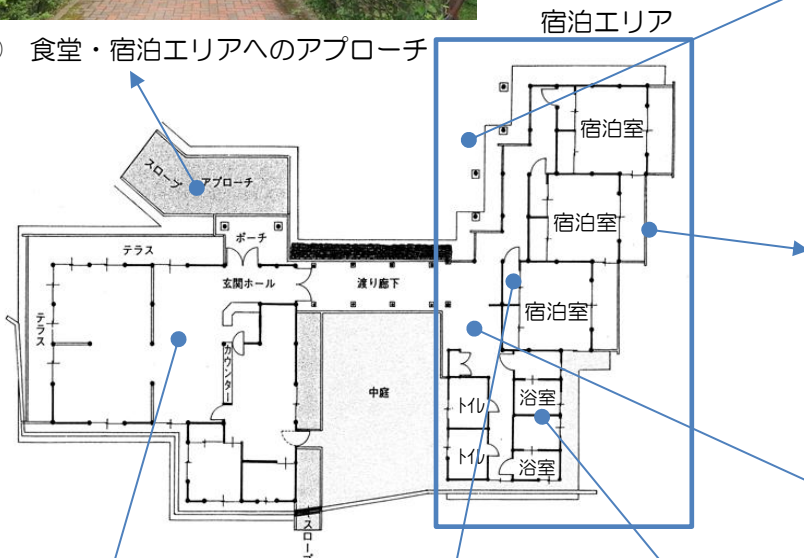 宿泊エリア
) 食堂・宿泊エリアへのアプローチ
宿泊室
スロープ
アプローチ
宿泊室
ポーチ
テラス
玄関ホール
渡り廊下
宿泊室
テラス
カウンター
中庭
トイレ
浴室
トイレ
浴室
スロープ